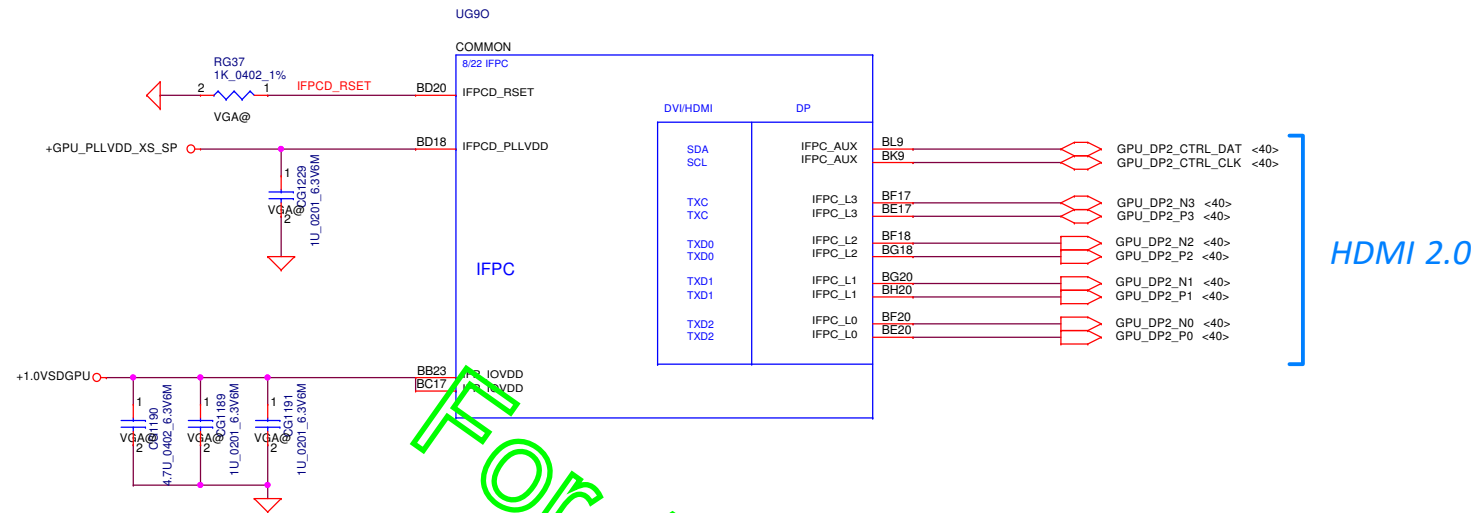 UG9O
COMMON
8/22 IFPC
RG37
1K_0402_1%
2
1
IFPCD_RSET
BD20
IFPCD_RSET
VGA@
+GPU_PLLVDD_XS_SP
BD18
IFPCD_PLLVDD
1
CG1229
1U_0201_6.3V6M
VGA@
2
IFPC
DVI/HDMI
DP
SDA
IFPC_AUX
BL9
GPU_DP2_CTRL_DAT <40>
SCL
IFPC_AUX
BK9
GPU_DP2_CTRL_CLK <40>
TXC
IFPC_L3
BF17
GPU_DP2_N3 <40>
TXC
IFPC_L3
BE17
GPU_DP2_P3 <40>
TXD0
IFPC_L2
BF18
GPU_DP2_N2 <40>
TXD0
IFPC_L2
BG18
GPU_DP2_P2 <40>
TXD1
IFPC_L1
BG20
GPU_DP2_N1 <40>
TXD1
IFPC_L1
BH20
GPU_DP2_P1 <40>
TXD2
IFPC_L0
BF20
GPU_DP2_N0 <40>
TXD2
IFPC_L0
BE20
GPU_DP2_P0 <40>
HDMI 2.0
+1.0VSDGPU
BB23
BC17
1
CG1190
4.7U_0402_6.3V6M
VGA@
2
1
CG1189
1U_0201_6.3V6M
VGA@
2
1
CG1191
1U_0201_6.3V6M
VGA@
2
For